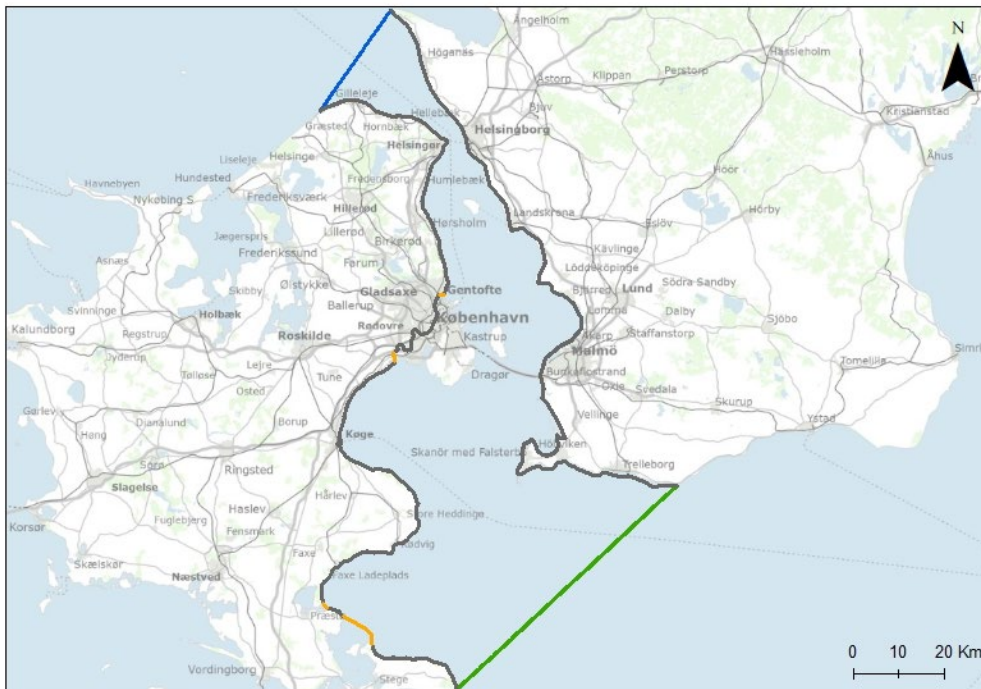 N
Ängelholm
Hässleholm
Höganäs
Perstorp
Klippan
Åstorp
Gilleleje
Bjuv
Kristianstad
Hellebæk
Græsted
Hornbæk
Helsingborg
Helsingør
Åhus
Liseleje
Helsinge
Höör
Havnebyen
Hundested
Fredensborg
Humlebæk
Nykøbing S
Frederiksværk
Hillerød
Landskrona
Hörby
Hørsholm
Eslöv
Jægerspris
Lillerød
Birkerød
Kävlinge
Frederikssund
Asnæs
Farum
Löddeköpinge
Södra Sandby
Skibby
Ølstykke
Gladsaxe
Gentofte
Bjärred
Lund
Svinninge
Ballerup
Lomma
Dalby
Holbæk
København
Sjöbo
Kalundborg
Regstrup
Rødovre
Åkarp
Staffanstorp
Roskilde
Kastrup
Jyderup
Malmö
Lejre
Tomelilla
Simri
Tølløse
Tune
Dragør
Bunkeflostrand
Osted
Oxie
Svedala
Gørlev
Skurup
Dianalund
Borup
Vellinge
Ystad
Høng
Køge
Sorø
Skanör med Falsterbo
Höllviken
Ringsted
Trelleborg
Slagelse
Hårlev
Haslev
Store Heddinge
Korsør
Fuglebjerg
Fensmark
Rødvig
Faxe
Skælskør
Næstved
Faxe Ladeplads
Præstø
0 10 20 Km
Vordingborg
Stege